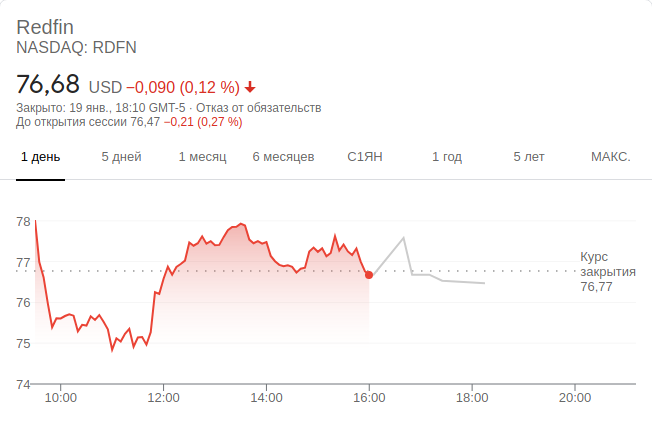 Redfin
NASDAQ: RDFN
76,68 USD −0,090 (0,12 %)
Закрыто: 19 янв., 18:10 GMT-5 · Отказ от обязательств
До открытия сессии 76,47 −0,21 (0,27 %)
1 день 5 дней 1 месяц 6 месяцев С1ЯН 1 год 5 лет МАКС.
78
77
76
75
74
Курс
закрытия
76,77
10:00 12:00 14:00 16:00 18:00 20:00